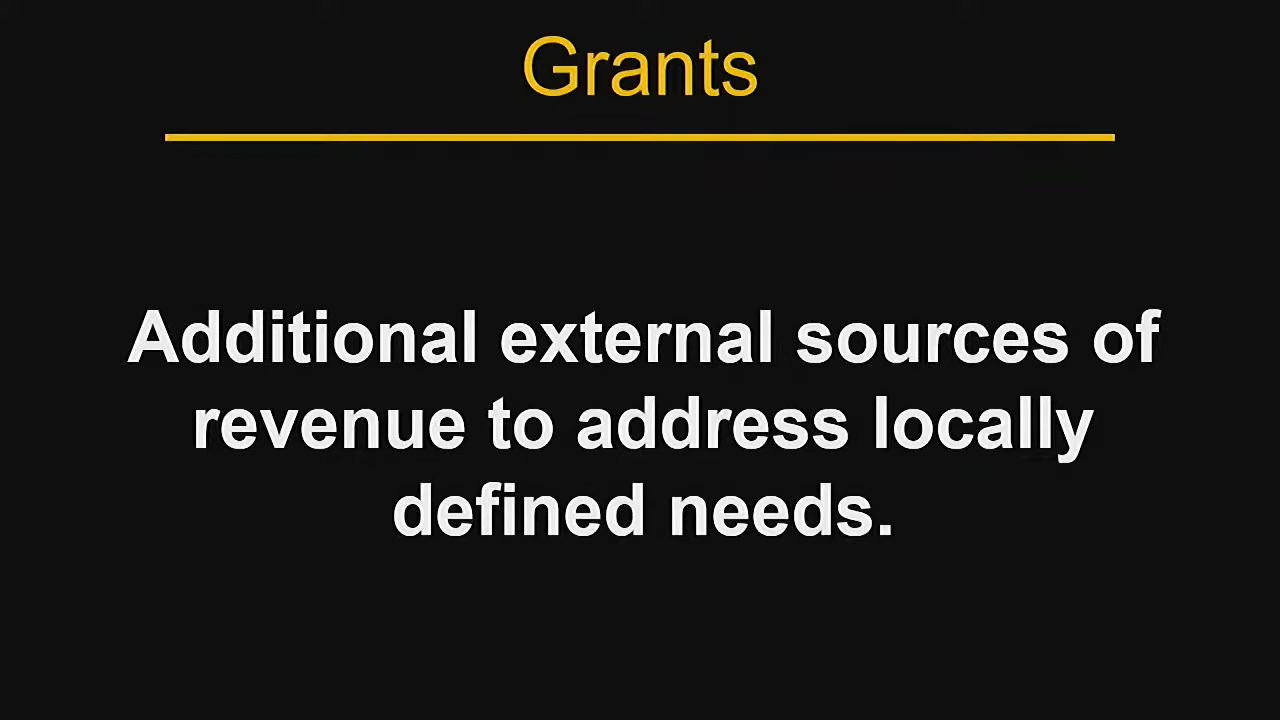 Grants
Additional external sources of
revenue to address locally
defined needs.